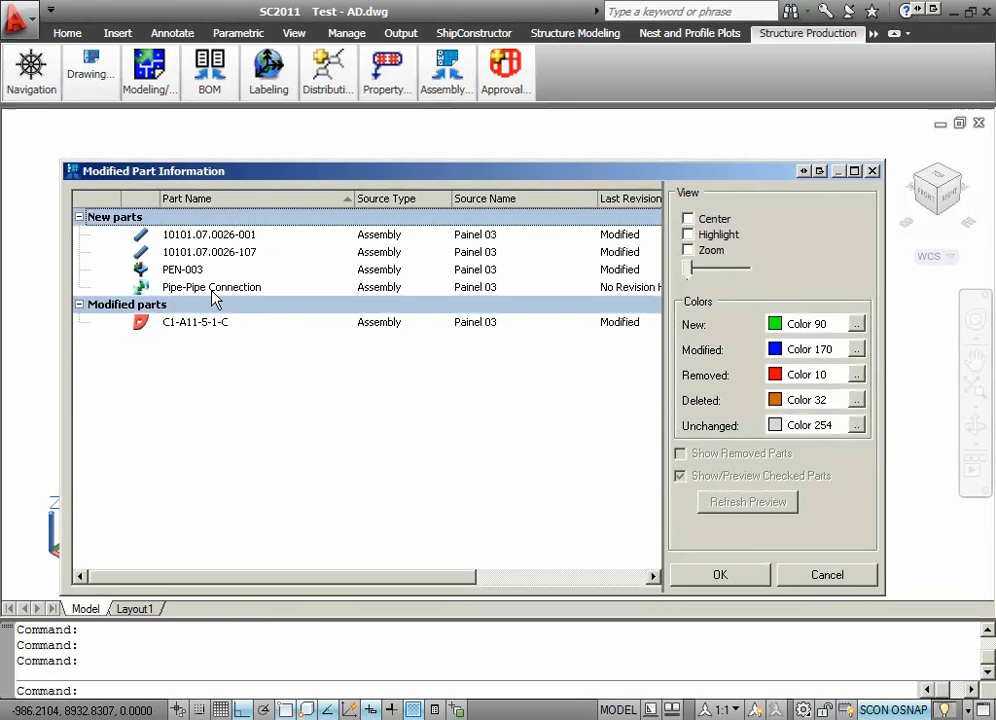 SC2011 Test - AD.dwg
Type a keyword or phrase
Home Insert Annotate Parametric View Manage Output ShipConstructor Structure Modeling Nest and Profile Plots Structure Production
Navigation Drawing... Modeling/... BOM Labeling Distributi... Property... Assembly... Approval...
Modified Part Information
Part Name Source Type Source Name Last Revision
New parts
10101.07.0026-001 Assembly Painel 03 Modified
10101.07.0026-107 Assembly Painel 03 Modified
PEN-003 Assembly Painel 03 Modified
Pipe-Pipe Connection Assembly Painel 03 No Revision H
Modified parts
C1-A11-5-1-C Assembly Painel 03 Modified
View
Center
Highlight
Zoom
Colors
New: Color 90 ..
Modified: Color 170 ..
Removed: Color 10 ..
Deleted: Color 32 ..
Unchanged: Color 254 ..
Show Removed Parts
Show/Preview Checked Parts
Refresh Preview
OK Cancel
TOP
FRONT RIGHT
WCS
Z
Model Layout1
Command:
Command:
Command:
Command:
-986.2104, 8932.8307, 0.0000 MODEL 1:1 SCON OSNAP